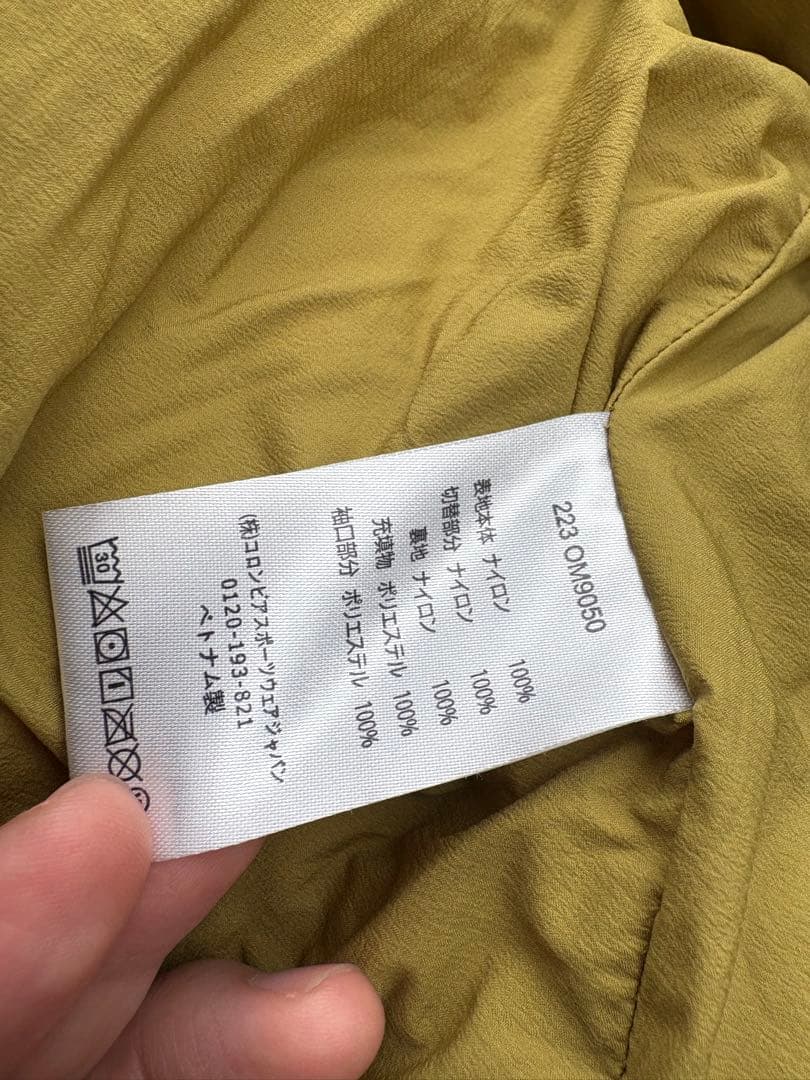 223 OM9050
表地本体 ナイロン 100%
切替部分 ナイロン 100%
裏地 ナイロン 100%
充填物 ポリエステル 100%
袖口部分 ポリエステル 100%
(株)コロンビアスポーツウェアジャパン
0120-193-821
ベトナム製
30